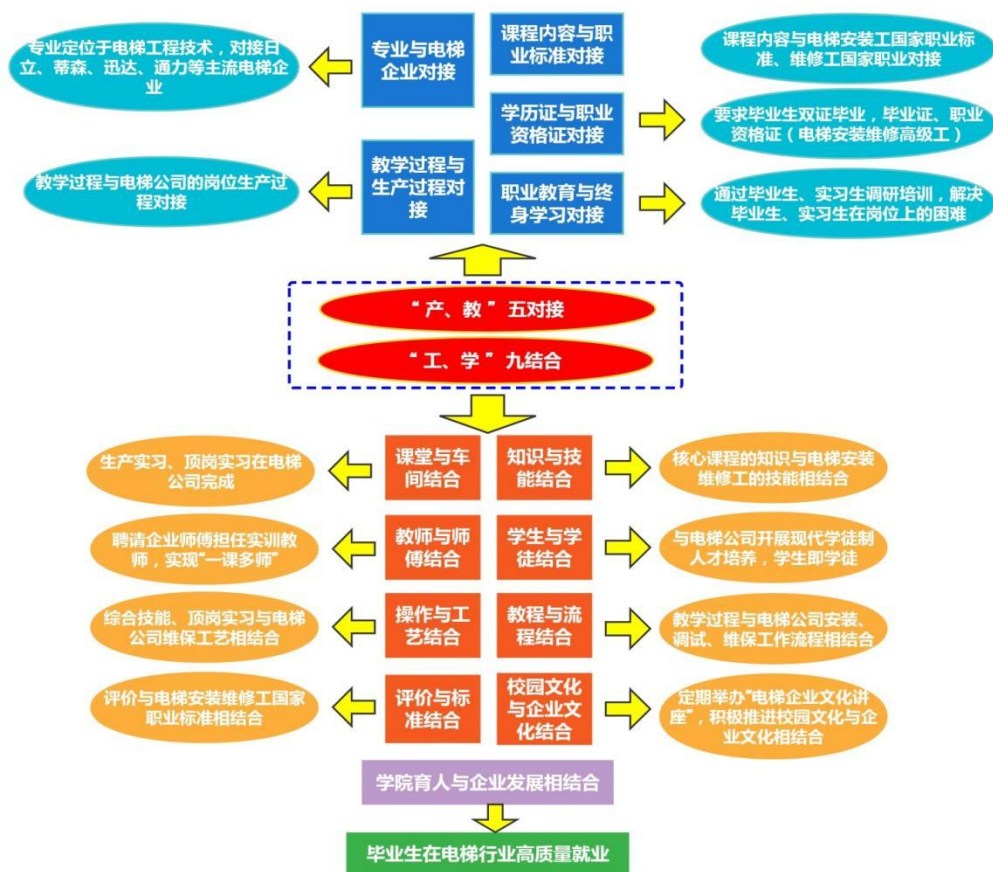 专业定位于电梯工程技术，对接日
立、蒂森、迅达、通力等主流电梯企
业
专业与电梯
企业对接
课程内容与职
业标准对接
课程内容与电梯安装工国家职业标
准、维修工国家职业对接
学历证与职业
资格证对接
要求毕业生双证毕业，毕业证、职业
资格证（电梯安装维修高级工）
教学过程与电梯公司的岗位生产过
程对接
教学过程与
生产过程对
接
职业教育与终
身学习对接
通过毕业生、实习生调研培训，解决
毕业生、实习生在岗位上的困难
“产、教”五对接
“工、学”九结合
生产实习、顶岗实习在电梯
公司完成
课堂与车
间结合
知识与技
能结合
核心课程的知识与电梯安装
维修工的技能相结合
聘请企业师傅担任实训教
师，实现“一课多师”
教师与师
傅结合
学生与学
徒结合
与电梯公司开展现代学徒制
人才培养，学生即学徒
综合技能、顶岗实习与电梯
公司维保工艺相结合
操作与工
艺结合
教程与流
程结合
教学过程与电梯公司安装、
调试、维保工作流程相结合
评价与电梯安装维修工国家
职业标准相结合
评价与标
准结合
校园文化
与企业文
化结合
定期举办“电梯企业文化讲
座”，积极推进校园文化与企
业文化相结合
学院育人与企业发展相结合
毕业生在电梯行业高质量就业